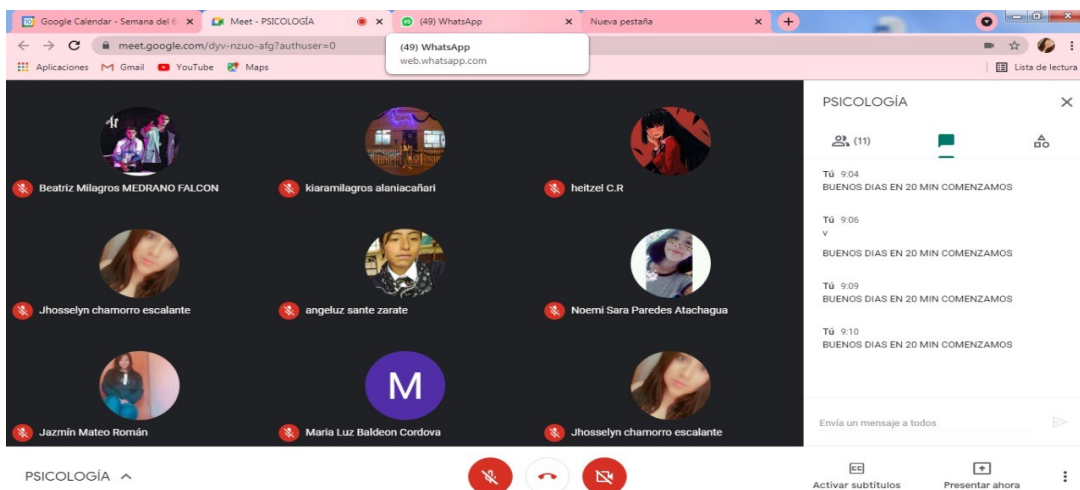 Google Calendar - Semana del 6
Meet - PSICOLOGÍA
(49) WhatsApp
Nueva pestaña
meet.google.com/dyv-nzuo-afg?authuser=0
(49) WhatsApp
web.whatsapp.com
Aplicaciones
Gmail
YouTube
Maps
Lista de lectura
Beatriz Milagros MEDRANO FALCON
kiaramilagros alaniacañari
heitzel C.R
Jhosselyn chamorro escalante
angeluz sante zarate
Noemi Sara Paredes Atachagua
M
Jazmín Mateo Román
Maria Luz Baldeon Cordova
Jhosselyn chamorro escalante
PSICOLOGÍA
(11)
Tú 9:04
BUENOS DIAS EN 20 MIN COMENZAMOS
Tú 9:06
v
BUENOS DIAS EN 20 MIN COMENZAMOS
Tú 9:09
BUENOS DIAS EN 20 MIN COMENZAMOS
Tú 9:10
BUENOS DIAS EN 20 MIN COMENZAMOS
Envía un mensaje a todos
PSICOLOGÍA
Activar subtítulos
Presentar ahora